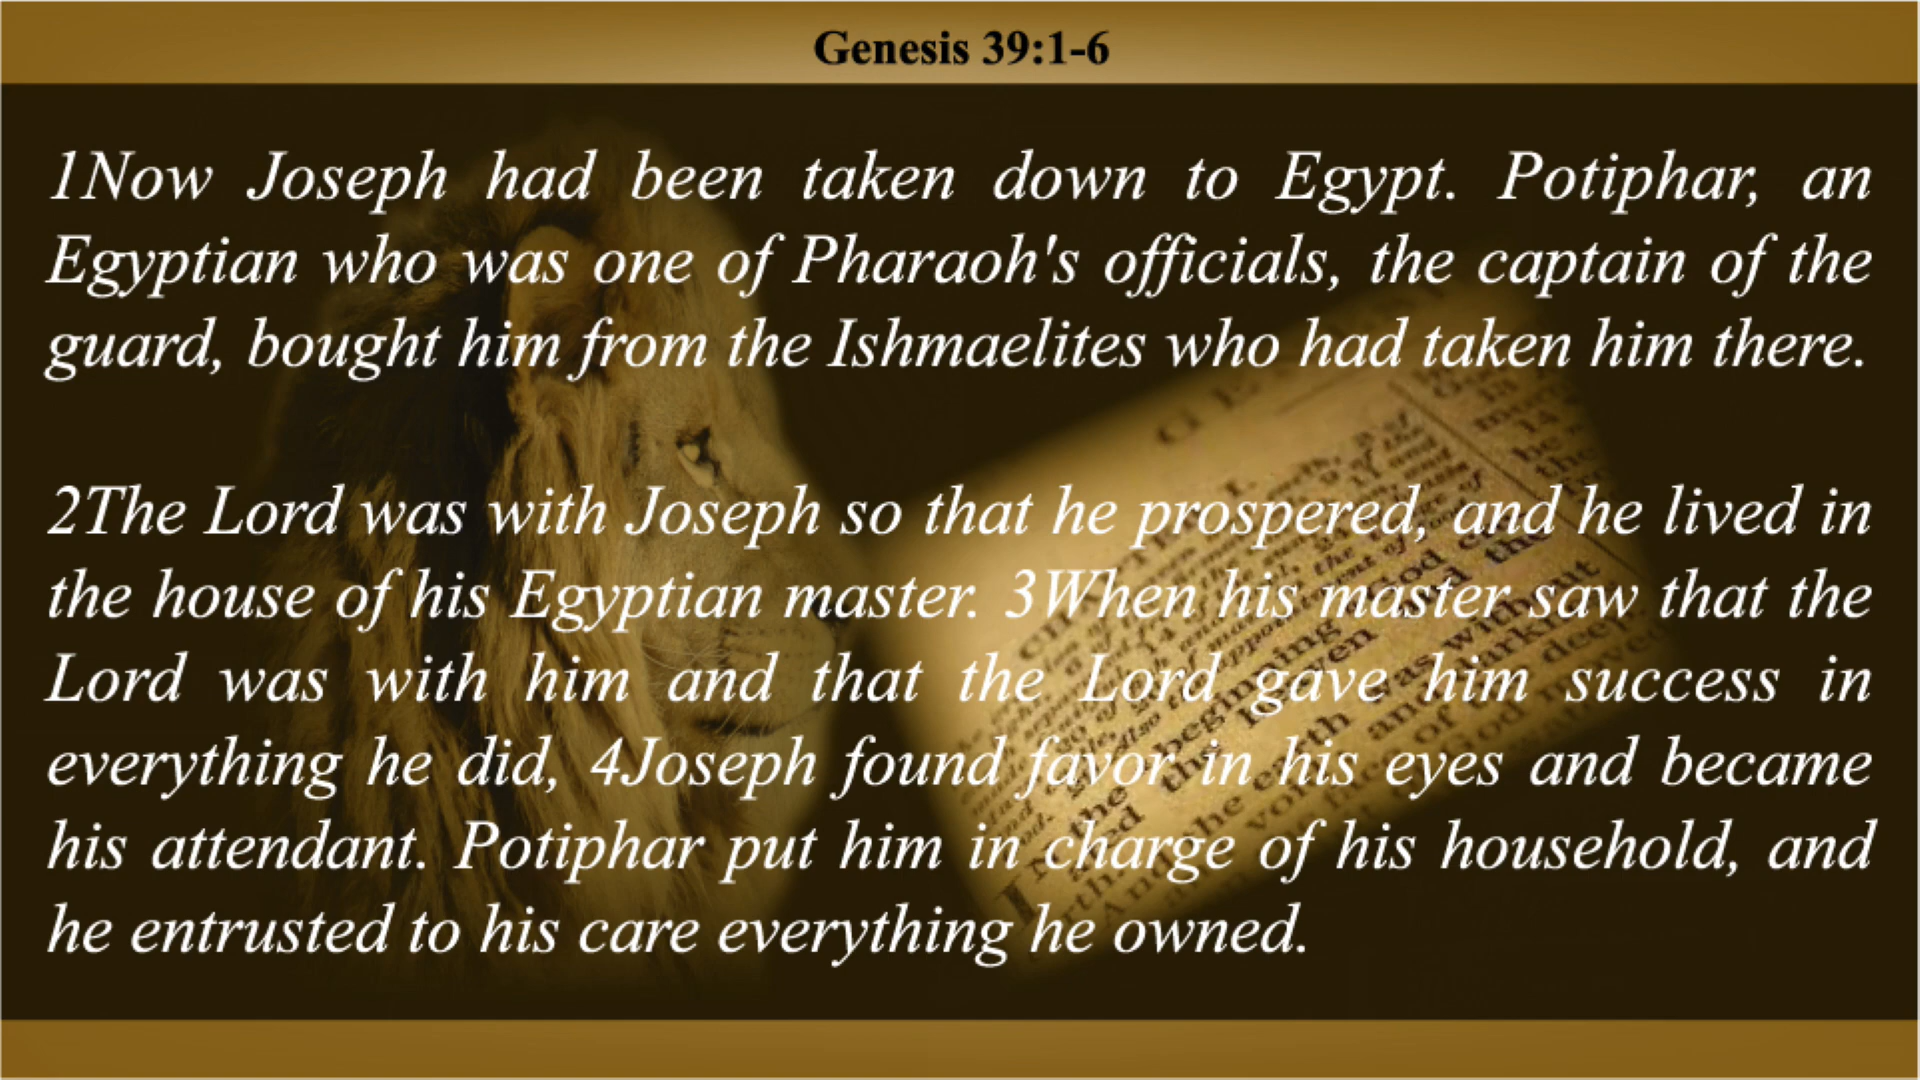 Genesis 39:1-6
1Now Joseph had been taken down to Egypt. Potiphar, an
Egyptian who was one of Pharaoh's officials, the captain of the
guard, bought him from the Ishmaelites who had taken him there.
2The Lord was with Joseph so that he prospered, and he lived in
the house of his Egyptian master. 3When his master saw that the
Lord was with him and that the Lord gave him success in
everything he did, 4Joseph found favor in his eyes and became
his attendant. Potiphar put him in charge of his household, and
he entrusted to his care everything he owned.